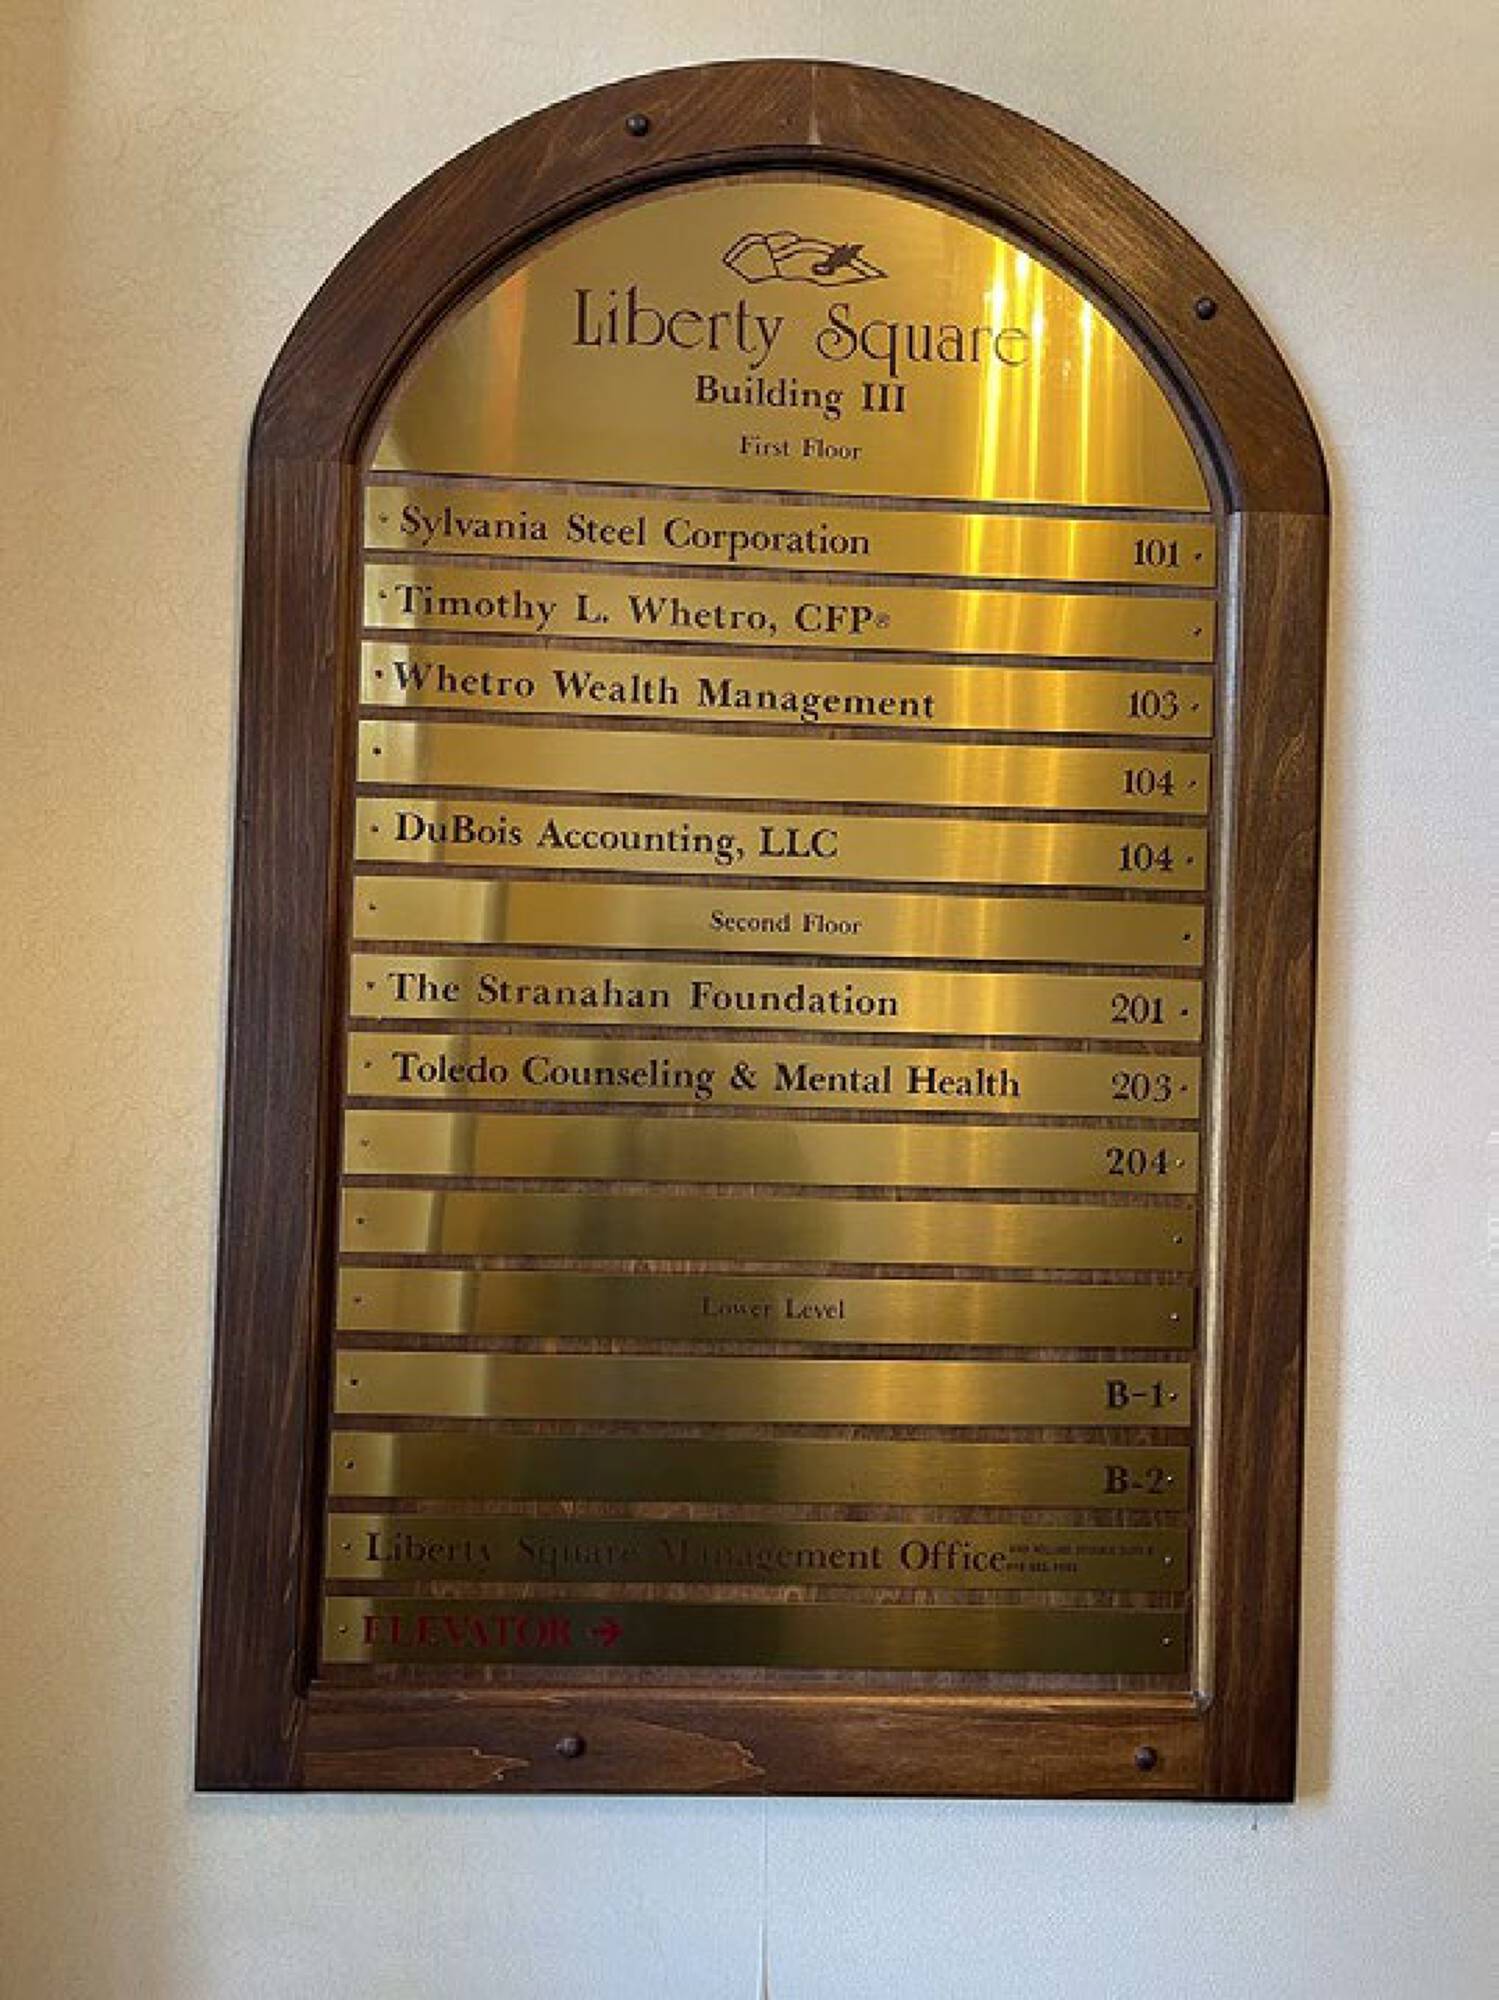 Liberty Square
Building III
First Floor
Sylvania Steel Corporation 101
Timothy L. Whetro, CFP®
Whetro Wealth Management 103
104
DuBois Accounting, LLC 104
Second Floor
The Stranahan Foundation 201
Toledo Counseling & Mental Health 203
204
Lower Level
B-1
B-2
Liberty Square Management Office
ELEVATOR →